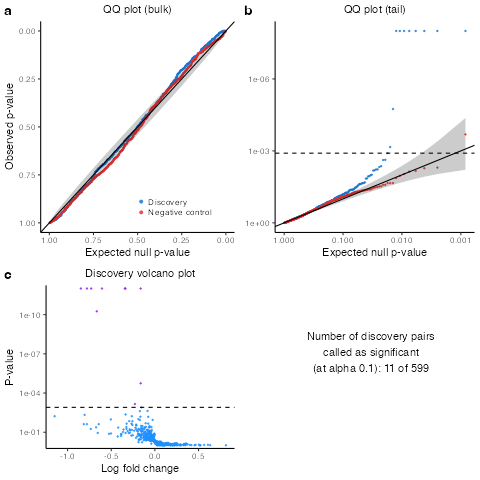 a
QQ plot (bulk)
0.00
0.25
0.50
0.75
1.00
Observed p-value
Discovery
Negative control
1.00
0.75
0.50
0.25
0.00
Expected null p-value
b
QQ plot (tail)
1e-06
1e-03
1e+00
1.000
0.100
0.010
0.001
Expected null p-value
c
Discovery volcano plot
1e-10
1e-07
1e-04
1e-01
P-value
-1.0
-0.5
0.0
0.5
Log fold change
Number of discovery pairs
called as significant
(at alpha 0.1): 11 of 599